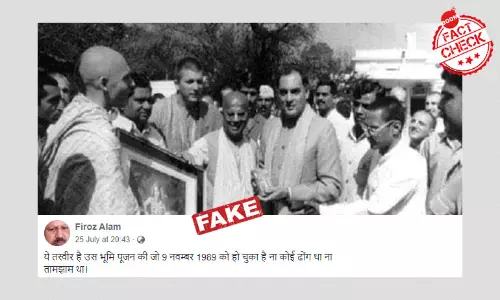 BOOM
FACT
CHECK
FAKE
Firoz Alam
25 July at 20:43 ·
ये तस्वीर है उस भूमि पूजन की जो 9 नवम्बर 1989 को हो चुका है ना कोई ढोंग था ना
तामझाम था।